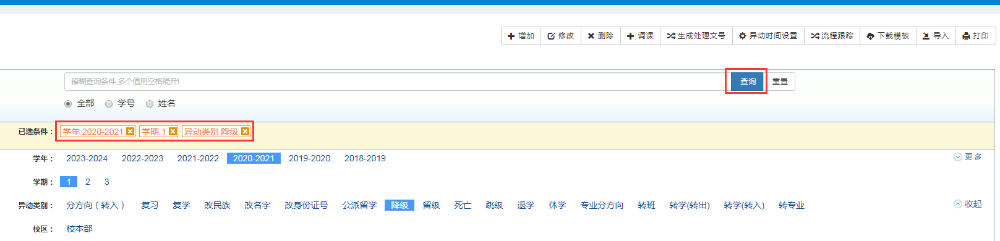 增加 修改 删除 调课 生成处理文号 异动时间设置 流程跟踪 下载模板 导入 打印
模糊查询条件,多个值用空格隔开! 查询 重置
全部 学号 姓名
已选条件： 学年:2020-2021 学期:1 异动类别:降级
学年： 2023-2024 2022-2023 2021-2022 2020-2021 2019-2020 2018-2019 更多
学期： 1 2 3
异动类别： 分方向（转入） 复习 复学 改民族 改名字 改身份证号 公派留学 降级 留级 死亡 跳级 退学 休学 专业分方向 转班 转学(转出) 转学(转入) 转专业 收起
校区： 校本部